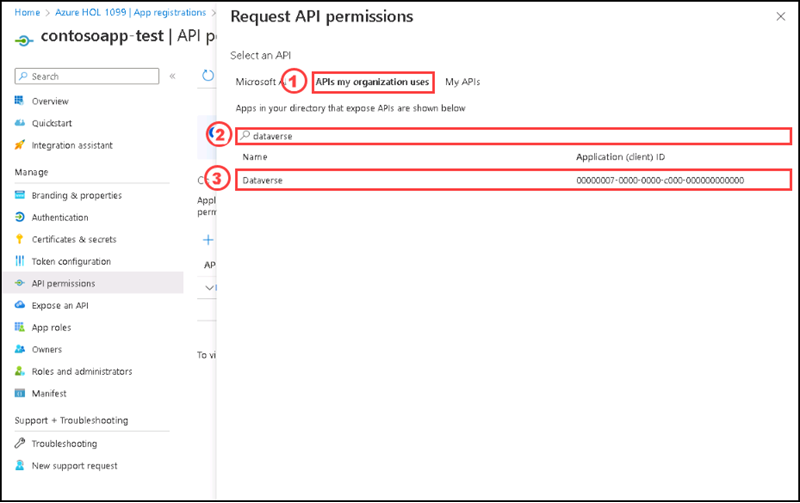 Home > Azure HOL 1099 | App registrations >
contosoapp-test | API p
Search
«
Overview
Quickstart
Integration assistant
Manage
Branding & properties
Authentication
Certificates & secrets
Token configuration
API permissions
Expose an API
App roles
Owners
Roles and administrators
Manifest
Support + Troubleshooting
Troubleshooting
New support request
Appl
perm
AP
To vi
Request API permissions
Select an API
Microsoft A
1
APIs my organization uses
My APIs
Apps in your directory that expose APIs are shown below
2
dataverse
Name Application (client) ID
3
Dataverse 00000007-0000-0000-c000-000000000000